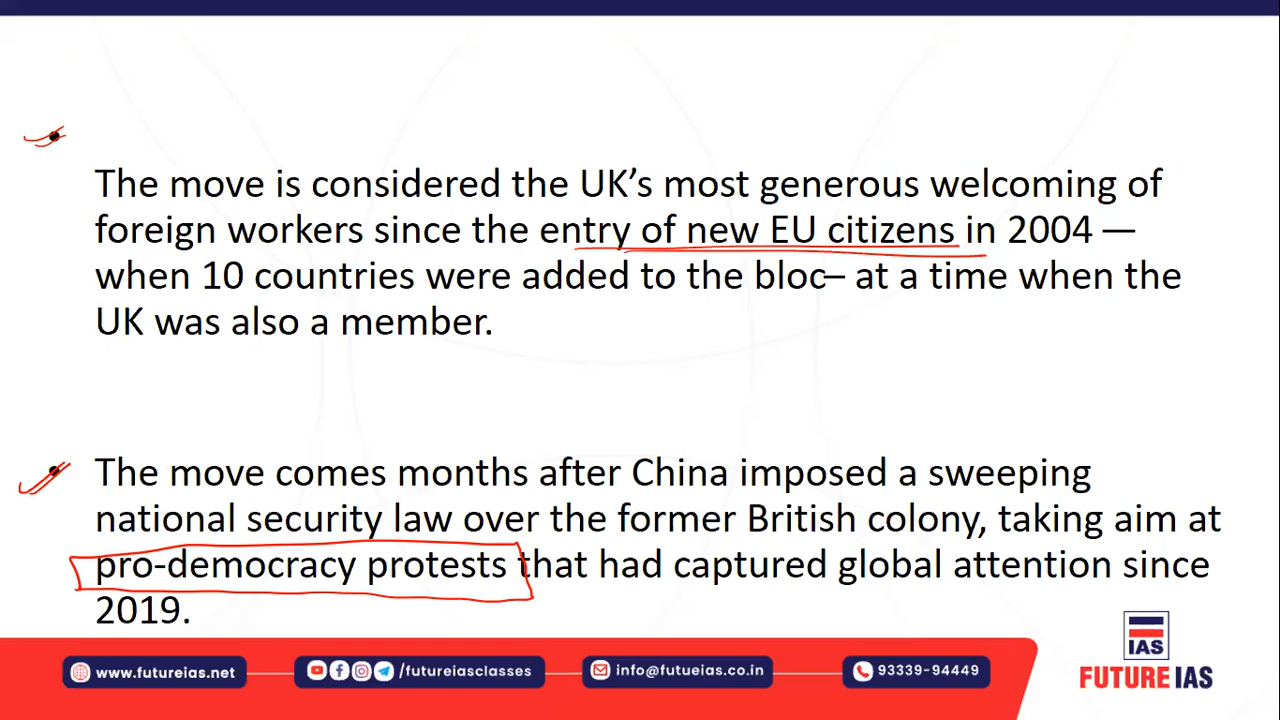 The move is considered the UK's most generous welcoming of
foreign workers since the entry of new EU citizens in 2004 —
when 10 countries were added to the bloc– at a time when the
UK was also a member.
The move comes months after China imposed a sweeping
national security law over the former British colony, taking aim at
pro-democracy protests that had captured global attention since
2019.
www.futureias.net
/futureiasclasses
info@futueias.co.in
93339-94449
IAS
FUTURE IAS